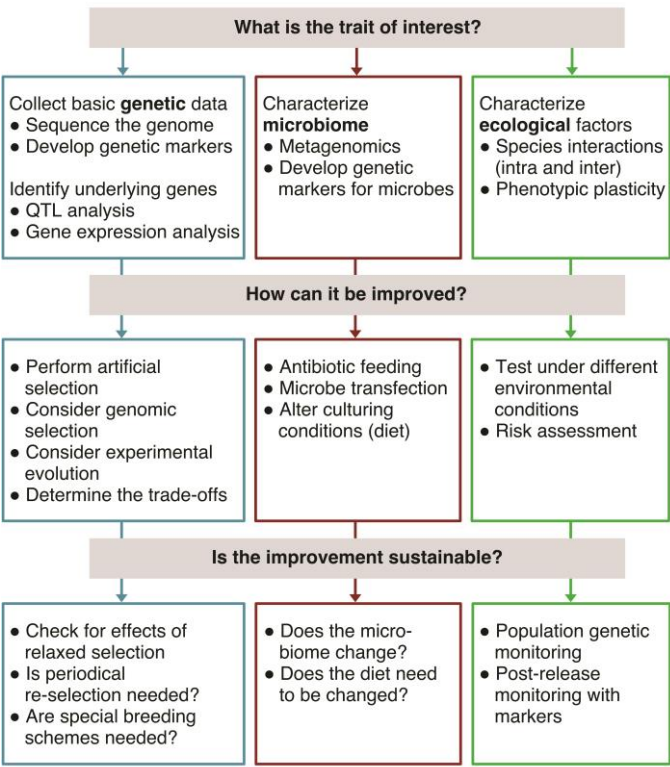 What is the trait of interest?
Collect basic genetic data
● Sequence the genome
● Develop genetic markers
Identify underlying genes
● QTL analysis
● Gene expression analysis
Characterize
microbiome
● Metagenomics
● Develop genetic
markers for microbes
Characterize
ecological factors
● Species interactions
(intra and inter)
● Phenotypic plasticity
How can it be improved?
● Perform artificial
selection
● Consider genomic
selection
● Consider experimental
evolution
● Determine the trade-offs
● Antibiotic feeding
● Microbe transfection
● Alter culturing
conditions (diet)
● Test under different
environmental
conditions
● Risk assessment
Is the improvement sustainable?
● Check for effects of
relaxed selection
● Is periodical
re-selection needed?
● Are special breeding
schemes needed?
● Does the micro-
biome change?
● Does the diet need
to be changed?
● Population genetic
monitoring
● Post-release
monitoring with
markers